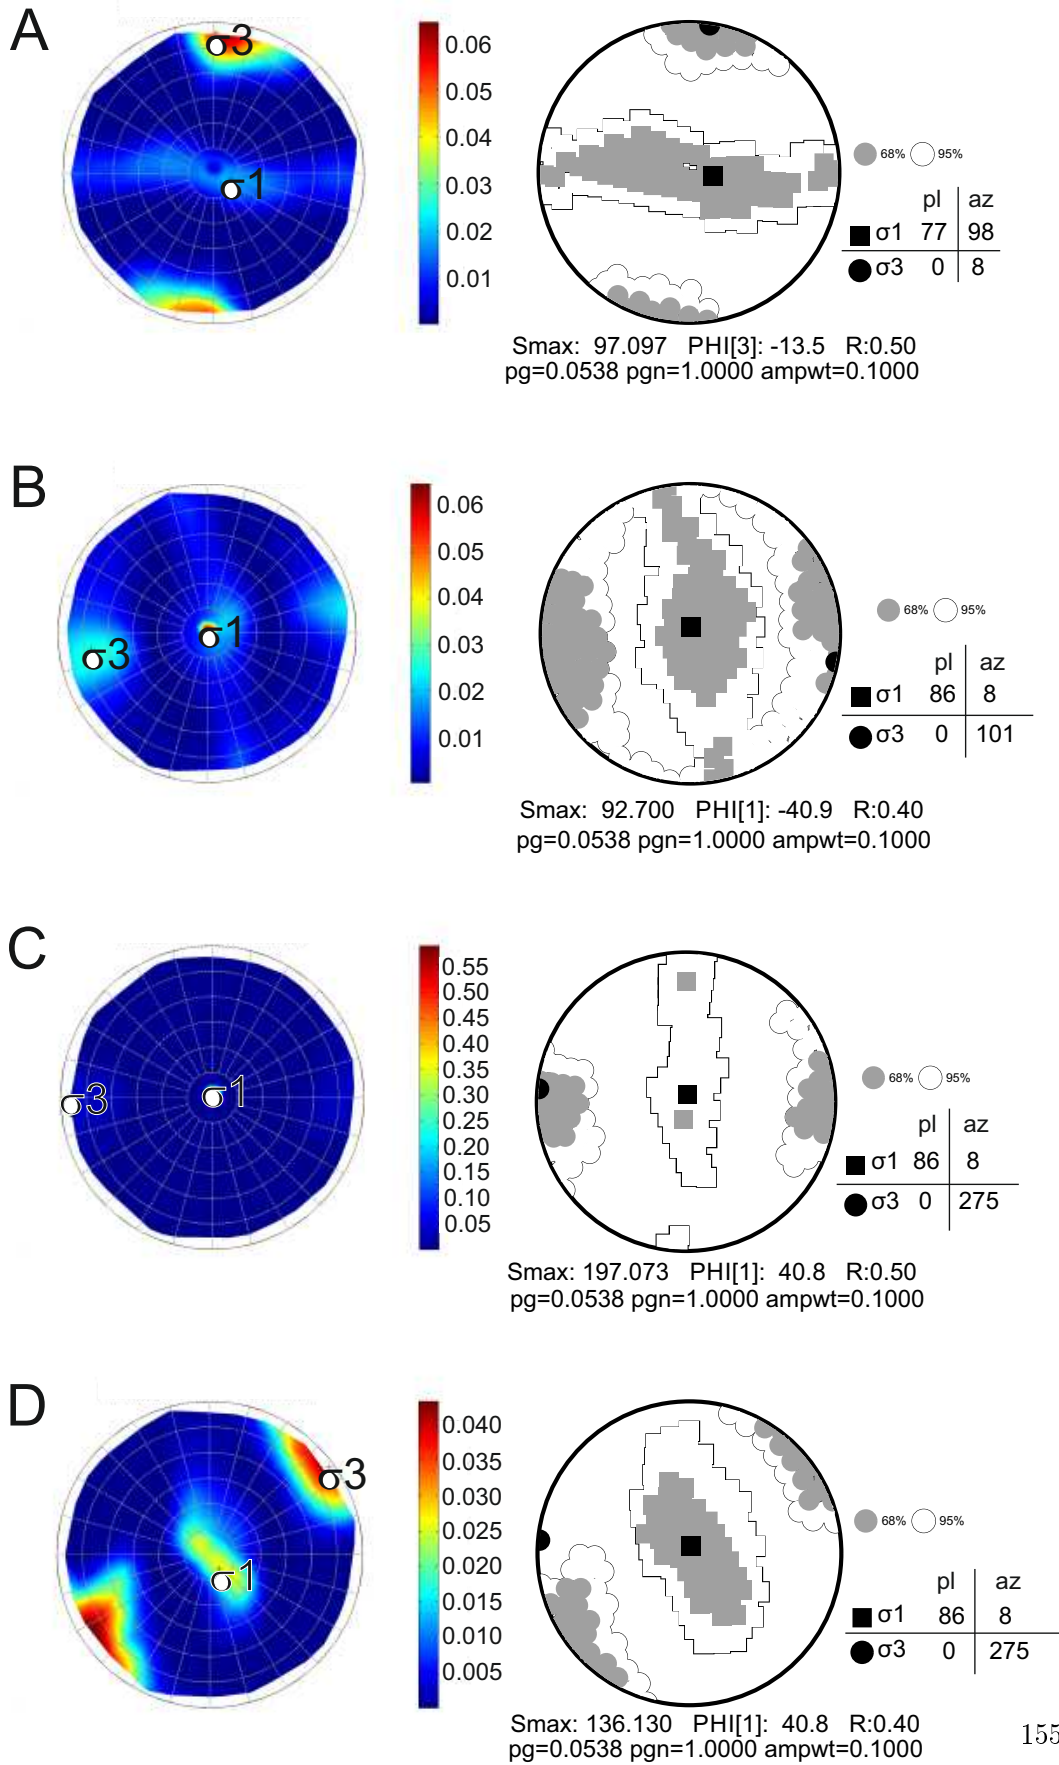 A
σ3
σ1
0.06
0.05
0.04
0.03
0.02
0.01
68% 95%
pl az
σ1 77 98
σ3 0 8
Smax: 97.097 PHI[3]: -13.5 R:0.50
pg=0.0538 pgn=1.0000 ampwt=0.1000
B
σ1
σ3
0.06
0.05
0.04
0.03
0.02
0.01
68% 95%
pl az
σ1 86 8
σ3 0 101
Smax: 92.700 PHI[1]: -40.9 R:0.40
pg=0.0538 pgn=1.0000 ampwt=0.1000
C
σ1
σ3
0.55
0.50
0.45
0.40
0.35
0.30
0.25
0.20
0.15
0.10
0.05
68% 95%
pl az
σ1 86 8
σ3 0 275
Smax: 197.073 PHI[1]: 40.8 R:0.50
pg=0.0538 pgn=1.0000 ampwt=0.1000
D
σ3
σ1
0.040
0.035
0.030
0.025
0.020
0.015
0.010
0.005
68% 95%
pl az
σ1 86 8
σ3 0 275
Smax: 136.130 PHI[1]: 40.8 R:0.40
pg=0.0538 pgn=1.0000 ampwt=0.1000
155